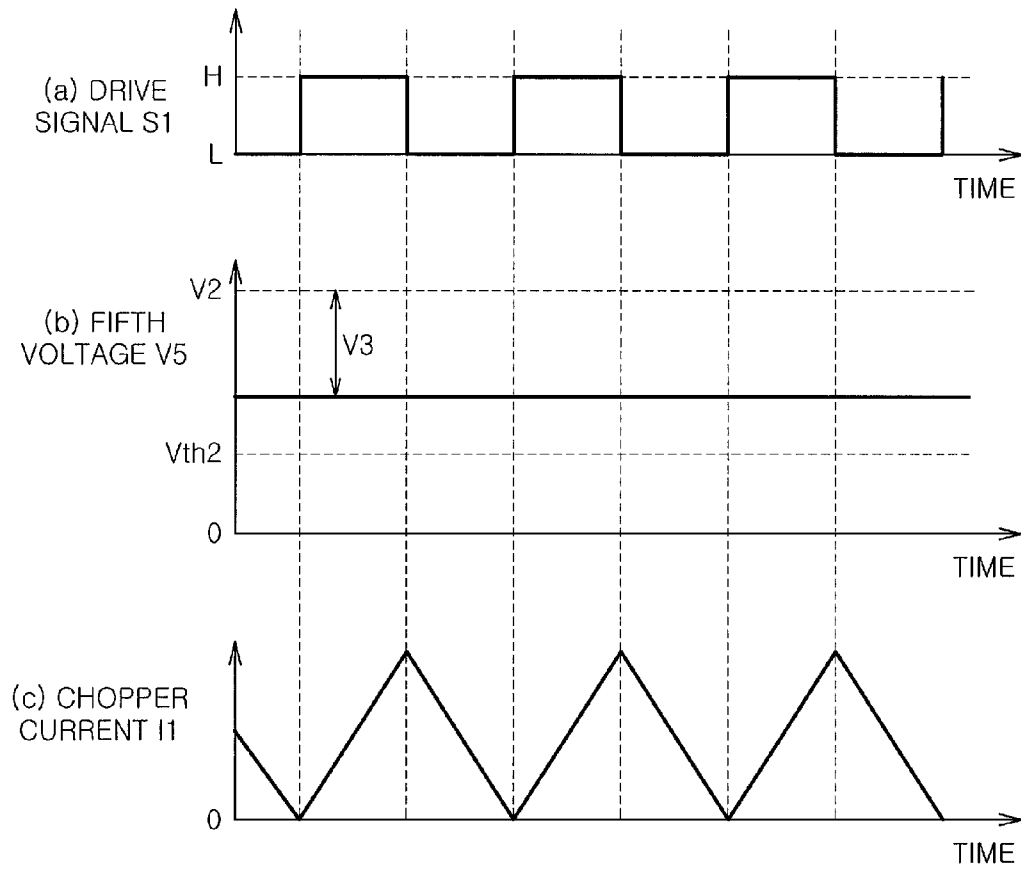 (a) DRIVE
SIGNAL S1
H
L
TIME
(b) FIFTH
VOLTAGE V5
V2
V3
Vth2
0
TIME
(c) CHOPPER
CURRENT I1
0
TIME